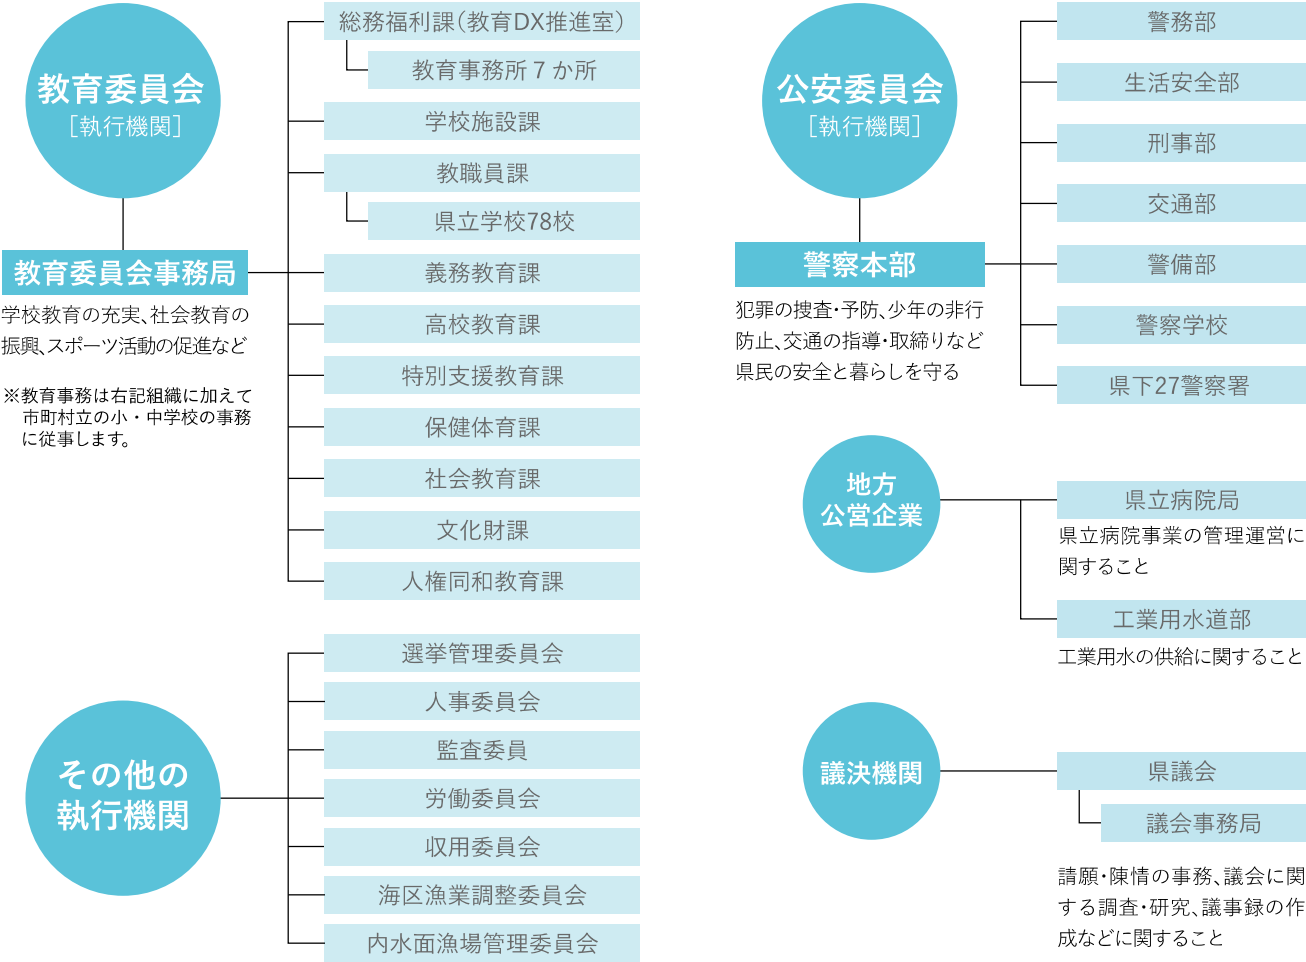 教育委員会
［執行機関］
教育委員会事務局
学校教育の充実、社会教育の
振興、スポーツ活動の促進など
※教育事務は右記組織に加えて
市町村立の小・中学校の事務
に従事します。
総務福利課（教育DX推進室）
教育事務所７か所
学校施設課
教職員課
県立学校78校
義務教育課
高校教育課
特別支援教育課
保健体育課
社会教育課
文化財課
人権同和教育課
その他の
執行機関
選挙管理委員会
人事委員会
監査委員
労働委員会
収用委員会
海区漁業調整委員会
内水面漁場管理委員会
公安委員会
［執行機関］
警察本部
犯罪の捜査・予防、少年の非行
防止、交通の指導・取締りなど
県民の安全と暮らしを守る
警務部
生活安全部
刑事部
交通部
警備部
警察学校
県下27警察署
地方
公営企業
県立病院局
県立病院事業の管理運営に
関すること
工業用水道部
工業用水の供給に関すること
議決機関
県議会
議会事務局
請願・陳情の事務、議会に関
する調査・研究、議事録の作
成などに関すること